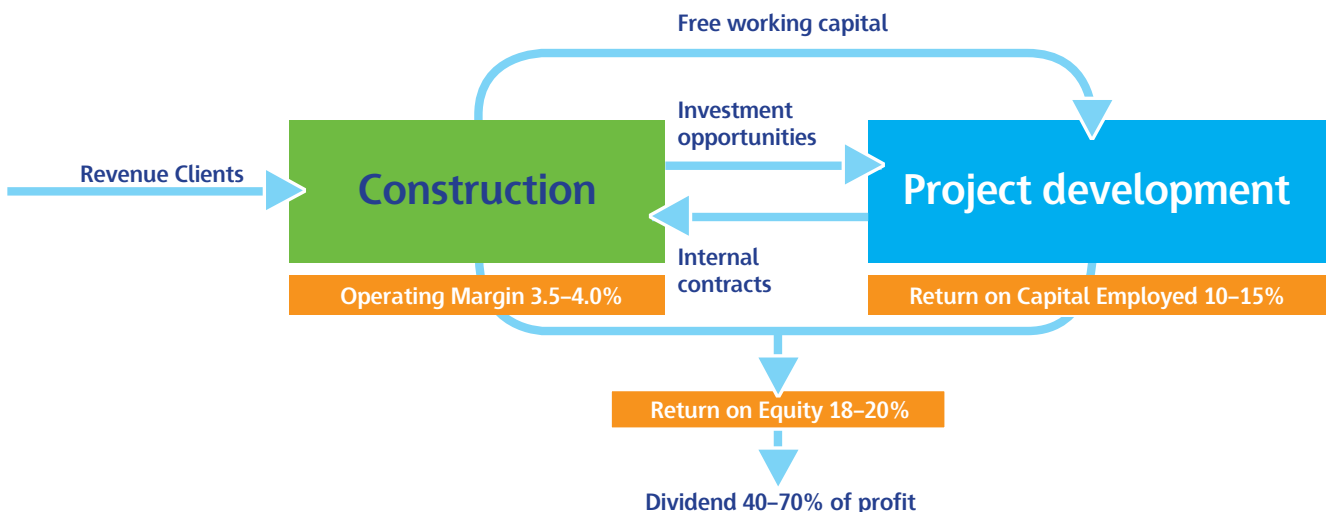 Free working capital
Investment
opportunities
Revenue Clients
Construction
Project development
Internal
contracts
Operating Margin 3.5–4.0%
Return on Capital Employed 10–15%
Return on Equity 18–20%
Dividend 40–70% of profit